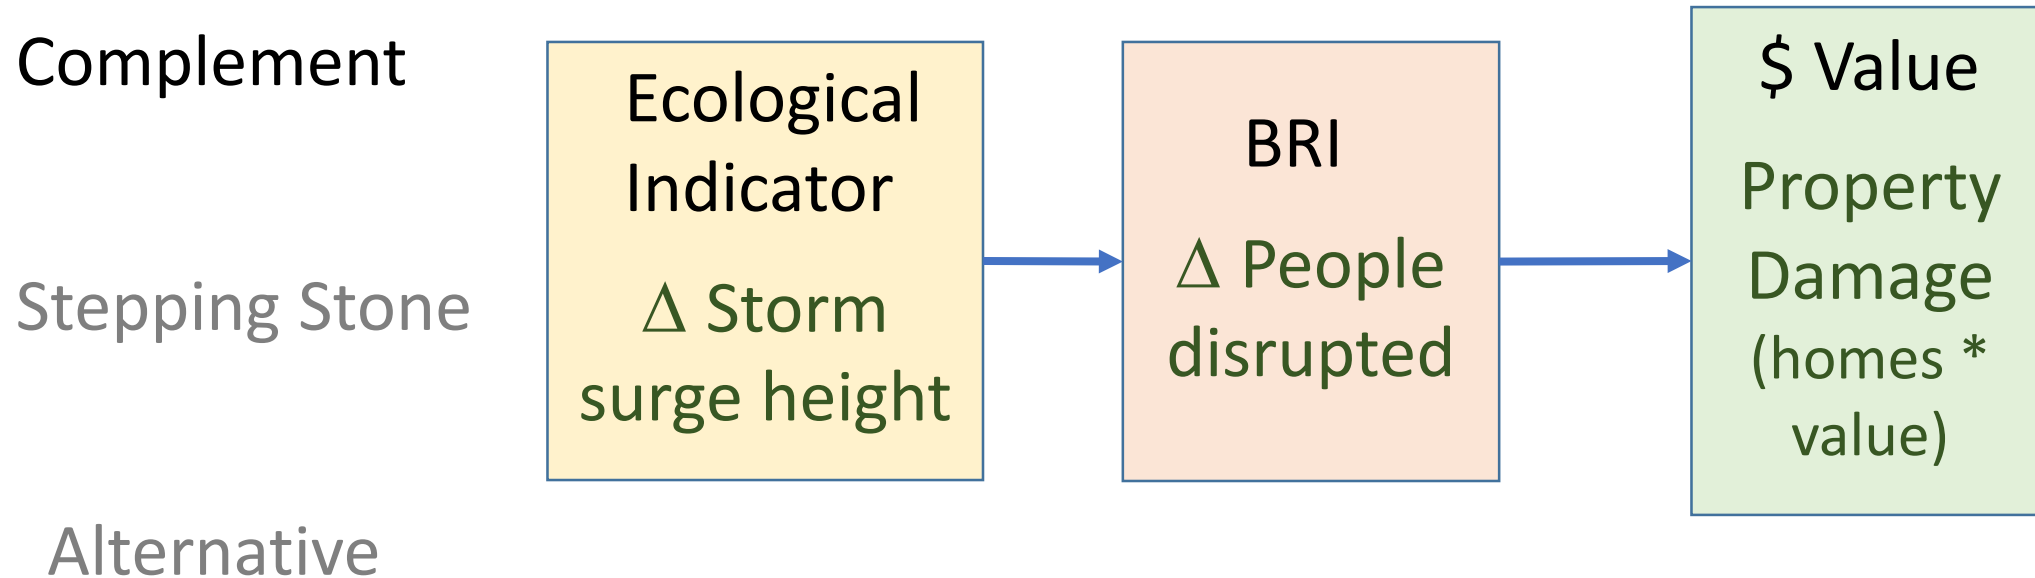 Complement
Stepping Stone
Alternative
Ecological
Indicator
∆ Storm
surge height
BRI
∆ People
disrupted
$ Value
Property
Damage
(homes *
value)